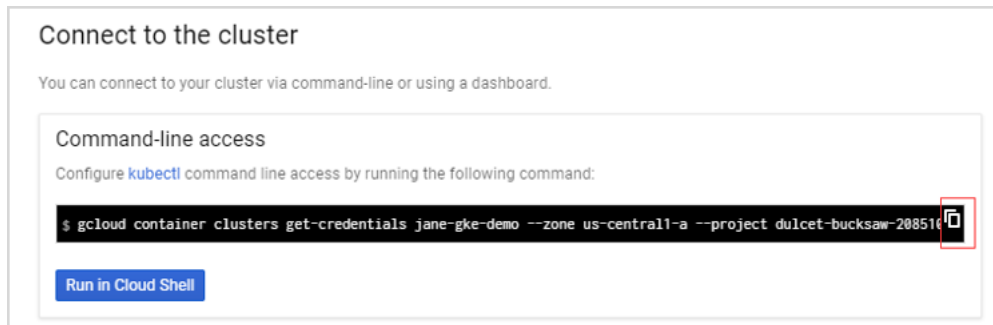 Connect to the cluster
You can connect to your cluster via command-line or using a dashboard.
Command-line access
Configure kubectl command line access by running the following command:
$ gcloud container clusters get-credentials jane-gke-demo --zone us-central1-a --project dulcet-bucksaw-20851
Run in Cloud Shell